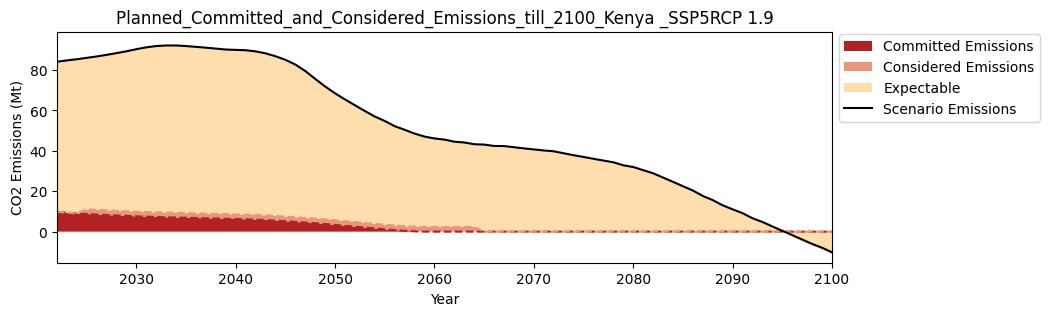 Planned_Committed_and_Considered_Emissions_till_2100_Kenya _SSP5RCP 1.9
Committed Emissions
Considered Emissions
Expectable
Scenario Emissions
CO2 Emissions (Mt)
80
60
40
20
0
2030 2040 2050 2060 2070 2080 2090 2100
Year